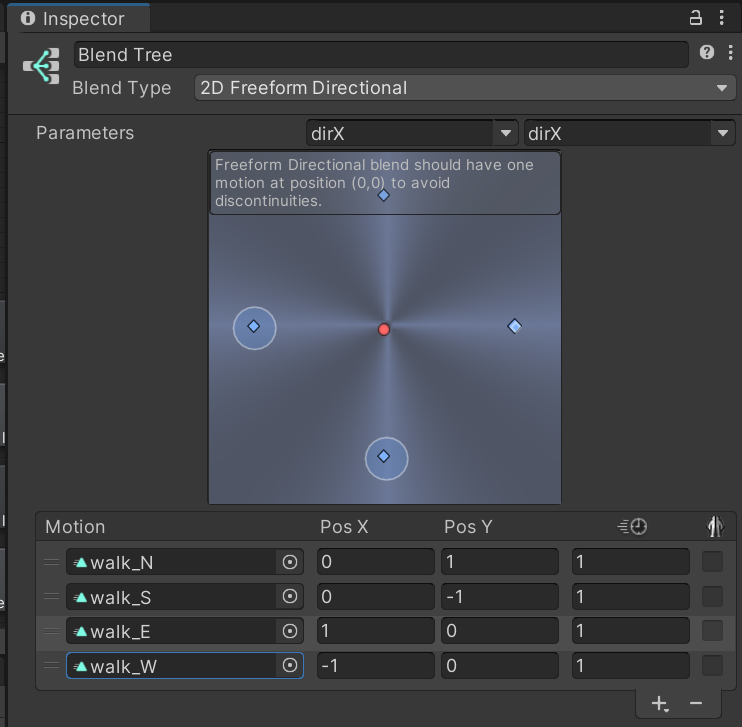 Inspector
Blend Tree
Blend Type 2D Freeform Directional
Parameters dirX dirX
Freeform Directional blend should have one
motion at position (0,0) to avoid
discontinuities.
Motion Pos X Pos Y
walk_N 0 1 1
walk_S 0 -1 1
walk_E 1 0 1
walk_W -1 0 1